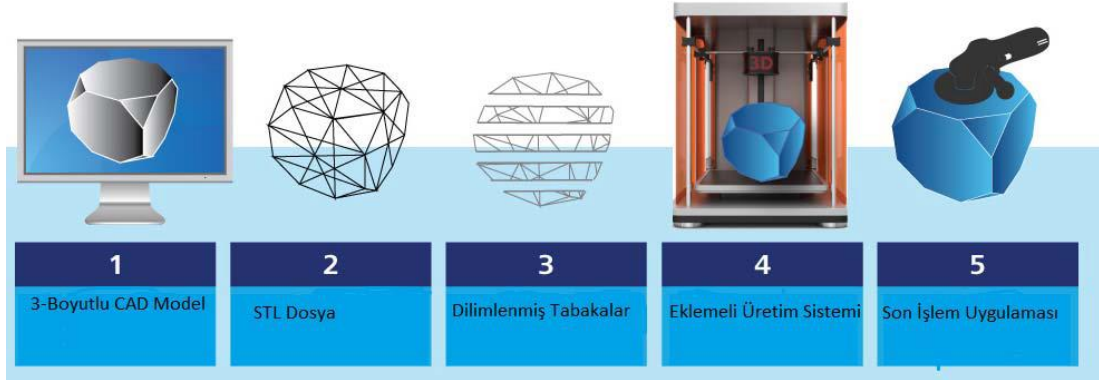 3D
1
2
3
4
5
3-Boyutlu CAD Model
STL Dosya
Dilimlenmiş Tabakalar
Eklemeli Üretim Sistemi
Son İşlem Uygulaması